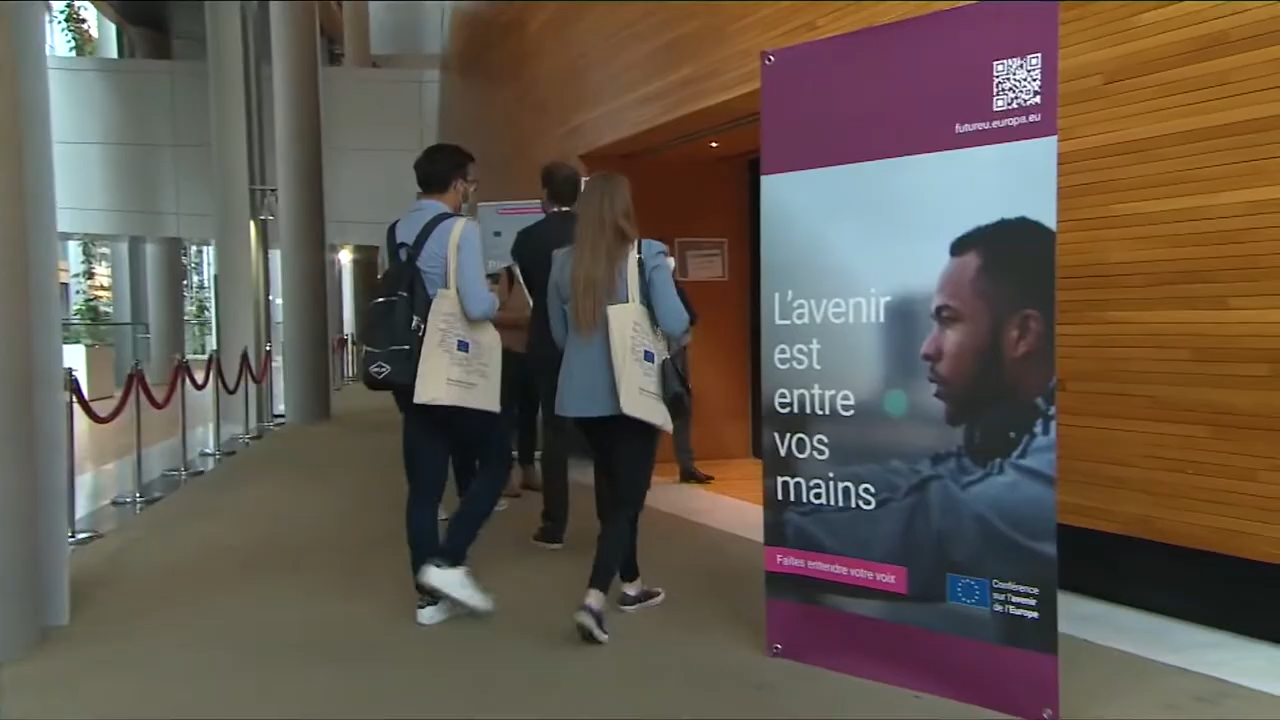 futureu.europa.eu
L'avenir
est
entre
vos
mains
Faites entendre votre voix
Conférence
sur l'avenir
de l'Europe